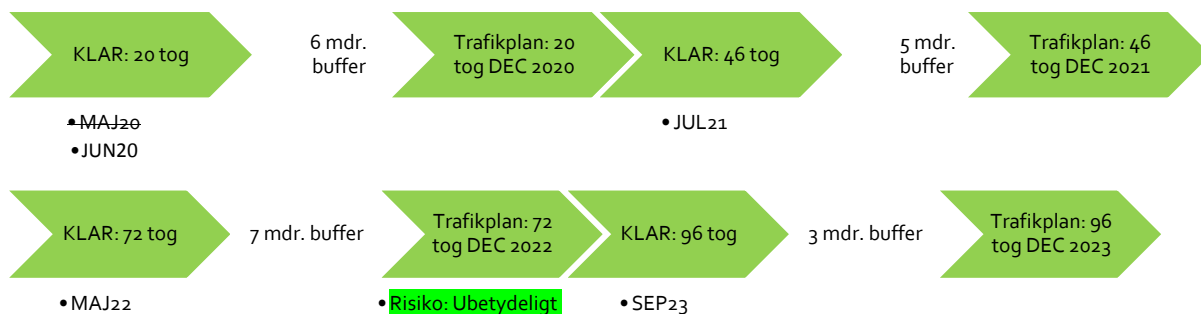 KLAR: 20 tog
6 mdr.
buffer
Trafikplan: 20
tog DEC 2020
KLAR: 46 tog
5 mdr.
buffer
Trafikplan: 46
tog DEC 2021
• MAJ20
• JUN20
• JUL21
KLAR: 72 tog
7 mdr. buffer
Trafikplan: 72
tog DEC 2022
KLAR: 96 tog
3 mdr. buffer
Trafikplan: 96
tog DEC 2023
• MAJ22
• Risiko: Ubetydeligt
• SEP23